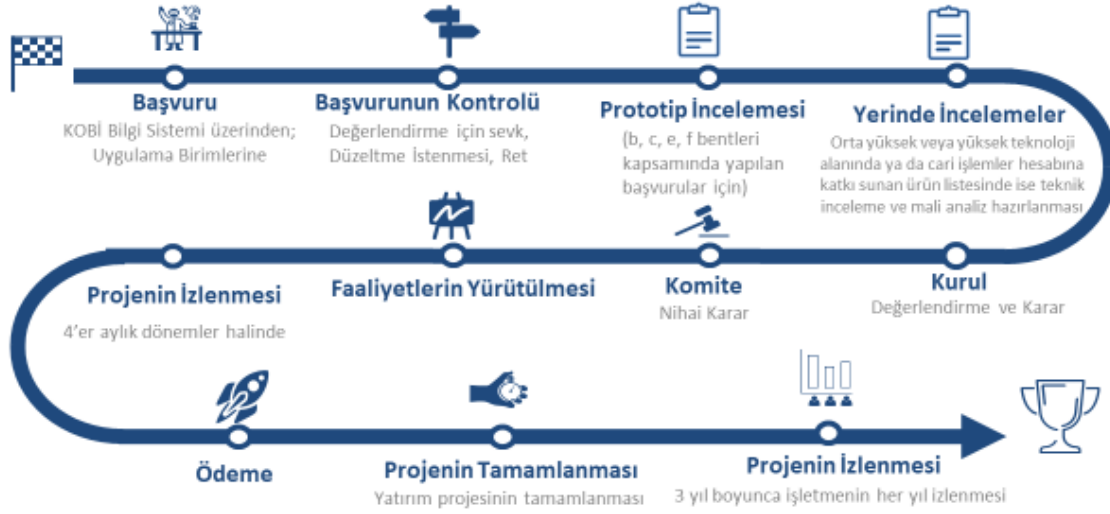 Başvuru
KOBİ Bilgi Sistemi üzerinden;
Uygulama Birimlerine
Başvurunun Kontrolü
Değerlendirme için sevk,
Düzeltme İstenmesi, Ret
Prototip İncelemesi
(b, c, e, f bentleri
kapsamında yapılan
başvurular için)
Yerinde İncelemeler
Orta yüksek veya yüksek teknoloji
alanında ya da cari işlemler hesabına
katkı sunan ürün listesinde ise teknik
inceleme ve mali analiz hazırlanması
Kurul
Değerlendirme ve Karar
Komite
Nihai Karar
Faaliyetlerin Yürütülmesi
Projenin İzlenmesi
4'er aylık dönemler halinde
Ödeme
Projenin Tamamlanması
Yatırım projesinin tamamlanması
Projenin İzlenmesi
3 yıl boyunca işletmenin her yıl izlenmesi